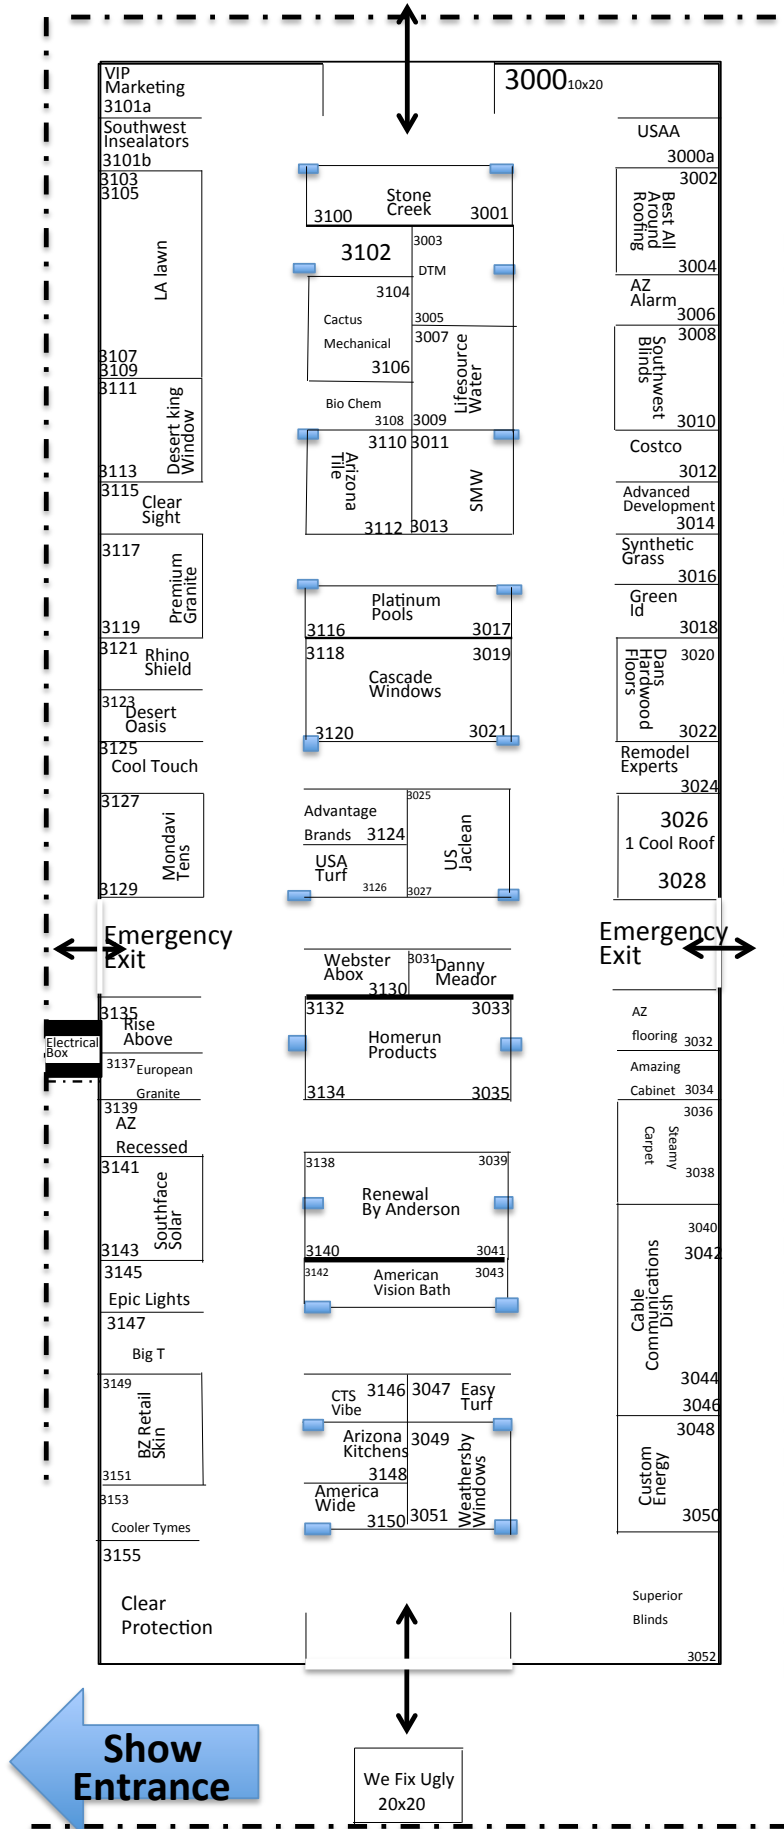 VIP
Marketing
3101a
Southwest
Insealators
3101b
3103
3105
LA lawn
3107
3109
3111
Desert king
Window
3113
3115
Clear
Sight
3117
Premium
Granite
3119
3121
Rhino
Shield
3123
Desert
Oasis
3125
Cool Touch
3127
Mondavi
Tens
3129
Emergency
Exit
3135
Rise
Above
Electrical
Box
3137 European
Granite
3139
AZ
Recessed
3141
Southface
Solar
3143
3145
Epic Lights
3147
Big T
3149
BZ Retail
Skin
3151
3153
Cooler Tymes
3155
Clear
Protection
Stone
Creek
3100 3001
3102
3003
DTM
3104
Cactus
Mechanical
3106
3005
3007
Lifesource
Water
3009
Bio Chem
3108
3110
Arizona
Tile
3112
3011
SMW
3013
Platinum
Pools
3116 3017
3118 3019
Cascade
Windows
3120 3021
Advantage
Brands 3124
USA
Turf
3126
3025
US
Jaclean
3027
Webster
Abox
3130
3031
Danny
Meador
3132 3033
Homerun
Products
3134 3035
3138 3039
Renewal
By Anderson
3140 3041
3142 3043
American
Vision Bath
CTS
Vibe
3146
3047 Easy
Turf
Arizona
Kitchens
3148
America
Wide
3150
3049
Weathersby
Windows
3051
3000 10x20
USAA
3000a
3002
Best All
Around
Roofing
3004
AZ
Alarm
3006
3008
Southwest
Blinds
3010
Costco
3012
Advanced
Development
3014
Synthetic
Grass
3016
Green
Id
3018
3020
Dans
Hardwood
Floors
3022
Remodel
Experts
3024
3026
1 Cool Roof
3028
Emergency
Exit
AZ
flooring 3032
Amazing
Cabinet 3034
3036
Steamy
Carpet
3038
3040
3042
Cable
Communications
Dish
3044
3046
3048
Custom
Energy
3050
Superior
Blinds
3052
Show
Entrance
We Fix Ugly
20x20